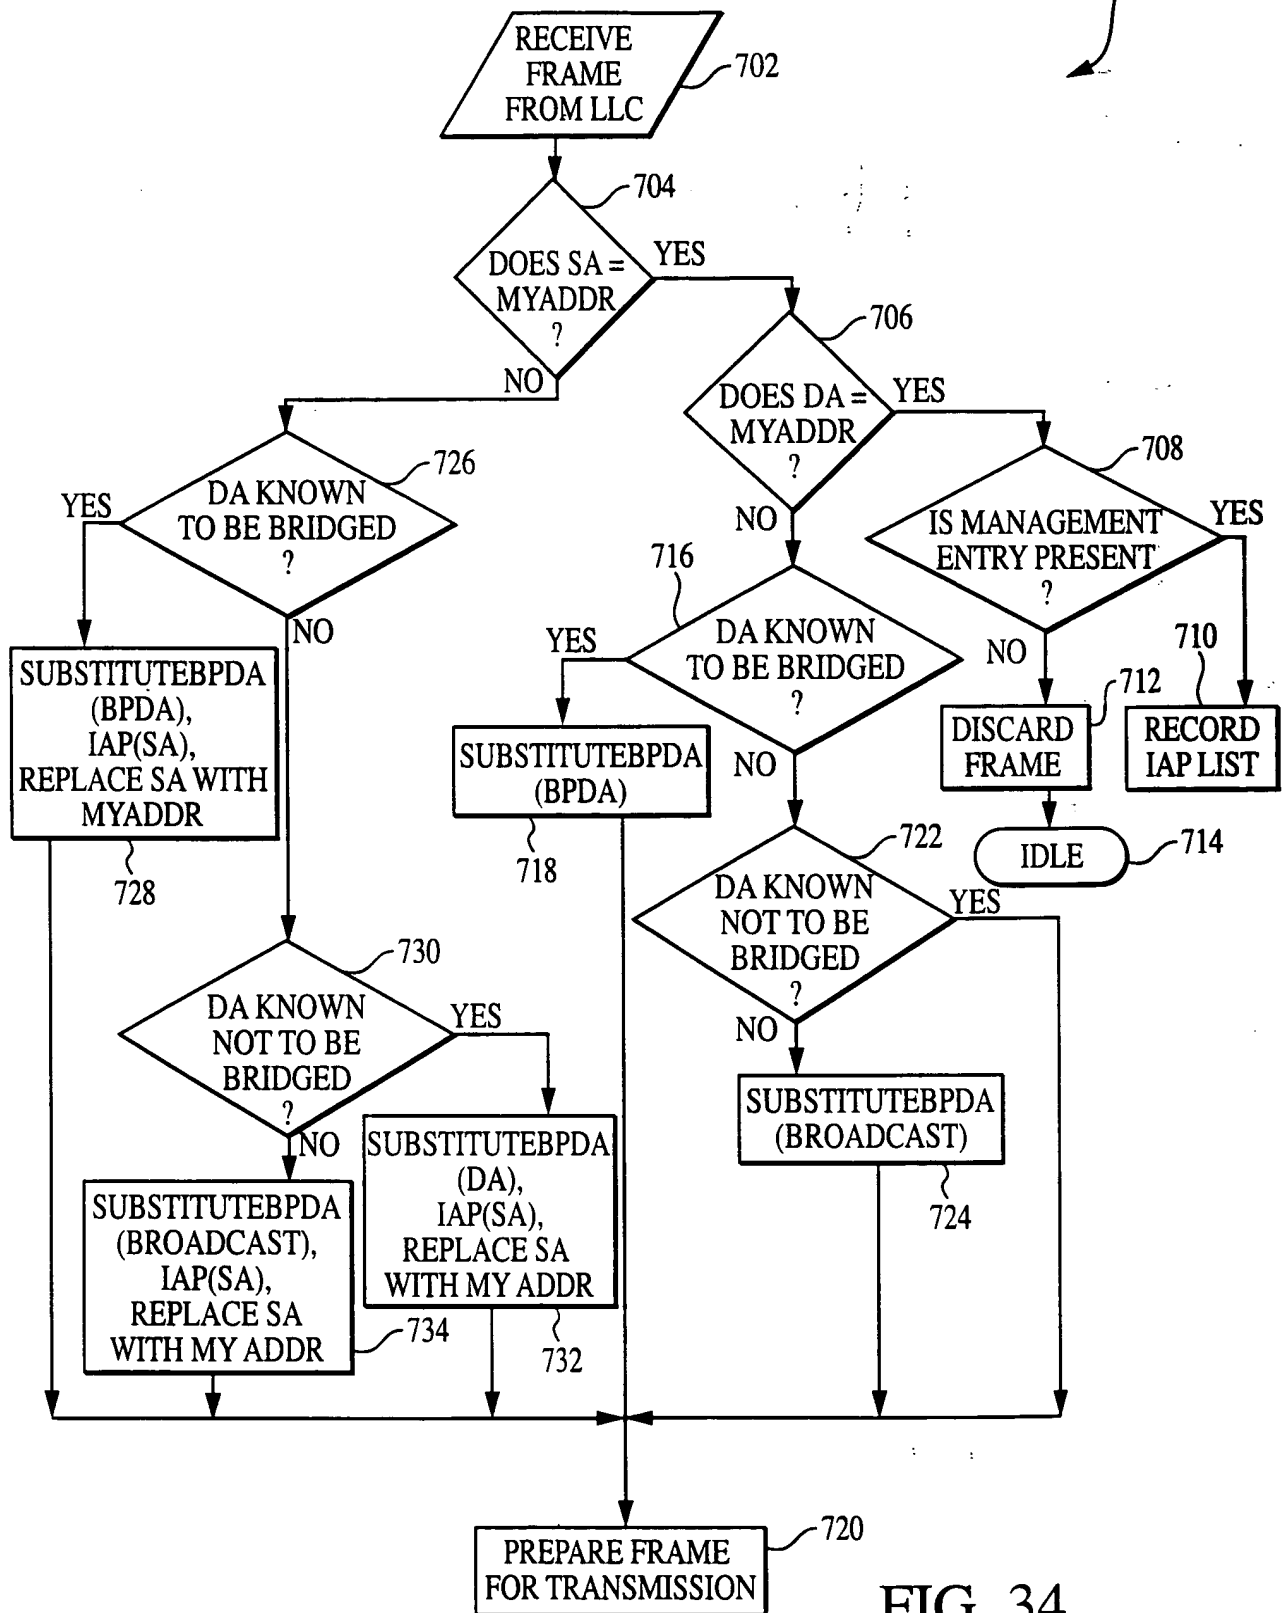 RECEIVE
FRAME
FROM LLC
702
704
DOES SA =
MYADDR
?
YES
NO
706
DOES DA =
MYADDR
?
YES
NO
708
IS MANAGEMENT
ENTRY PRESENT
?
YES
NO
726
DA KNOWN
TO BE BRIDGED
?
YES
NO
716
DA KNOWN
TO BE BRIDGED
?
YES
NO
710
RECORD
IAP LIST
712
DISCARD
FRAME
IDLE
714
SUBSTITUTEBPDA
(BPDA),
IAP(SA),
REPLACE SA WITH
MYADDR
728
SUBSTITUTEBPDA
(BPDA)
718
722
DA KNOWN
NOT TO BE
BRIDGED
?
YES
NO
730
DA KNOWN
NOT TO BE
BRIDGED
?
YES
NO
SUBSTITUTEBPDA
(BROADCAST)
724
SUBSTITUTEBPDA
(DA),
IAP(SA),
REPLACE SA
WITH MY ADDR
732
SUBSTITUTEBPDA
(BROADCAST),
IAP(SA),
REPLACE SA
WITH MY ADDR
734
720
PREPARE FRAME
FOR TRANSMISSION
FIG. 34